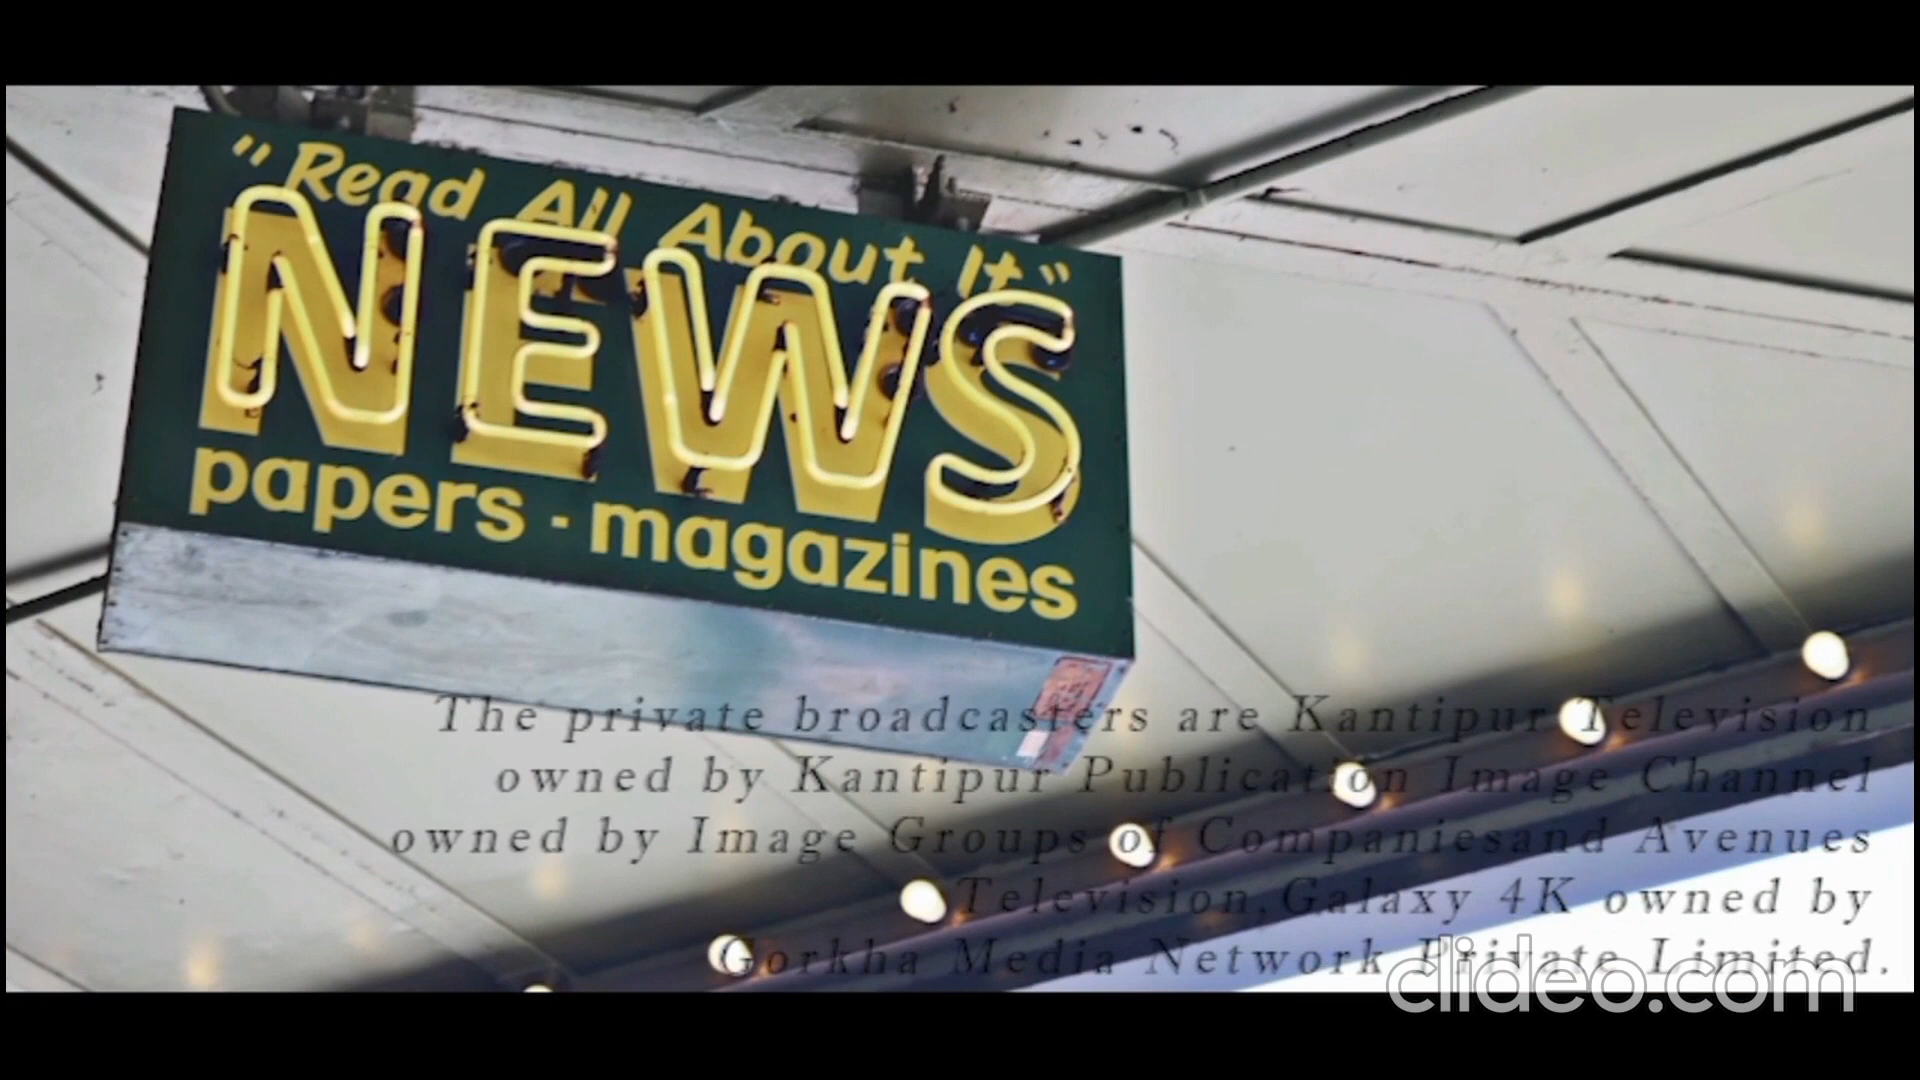 "Read All About It"
NEWS
papers · magazines
The private broadcasters are Kantipur Television
owned by Kantipur Publication Image Channel
owned by Image Groups of Companiesand Avenues
Television,Galaxy 4K owned by
Gorkha Media Network Private Limited.
clideo.com